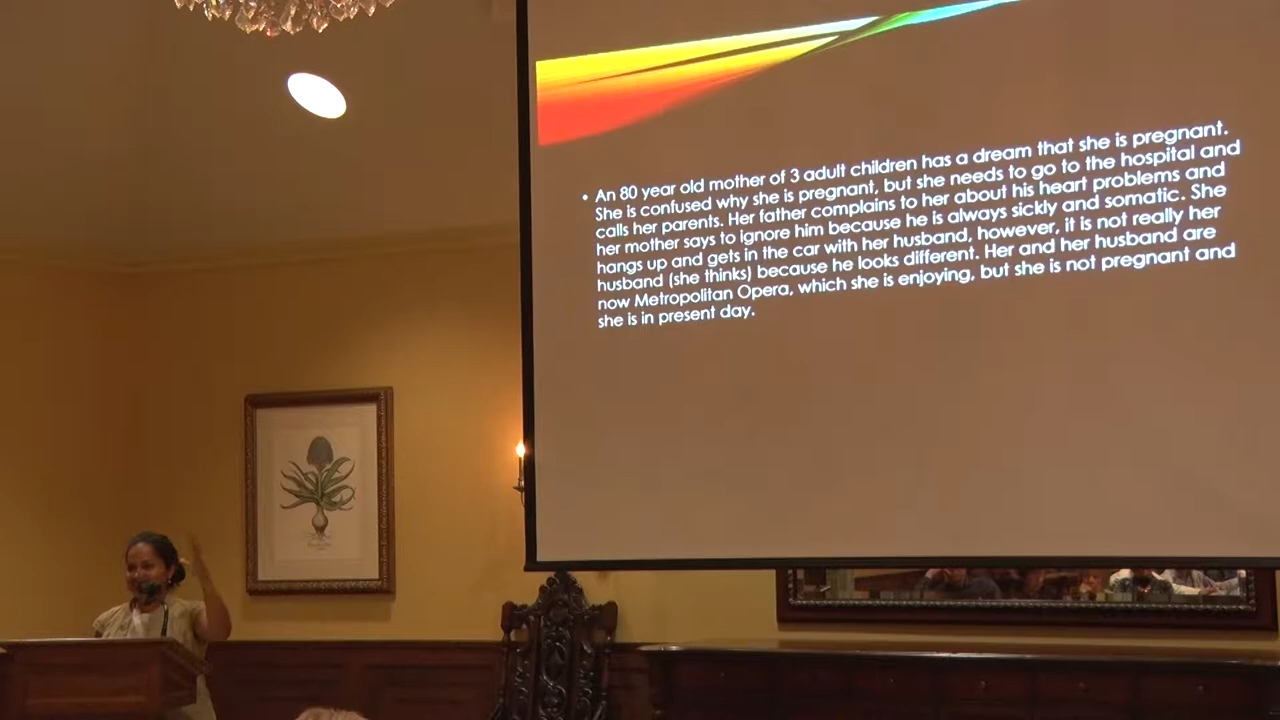 • An 80 year old mother of 3 adult children has a dream that she is pregnant.
She is confused why she is pregnant, but she needs to go to the hospital and
calls her parents. Her father complains to her about his heart problems and
her mother says to ignore him because he is always sickly and somatic. She
hangs up and gets in the car with her husband, however, it is not really her
husband (she thinks) because he looks different. Her and her husband are
now Metropolitan Opera, which she is enjoying, but she is not pregnant and
she is in present day.